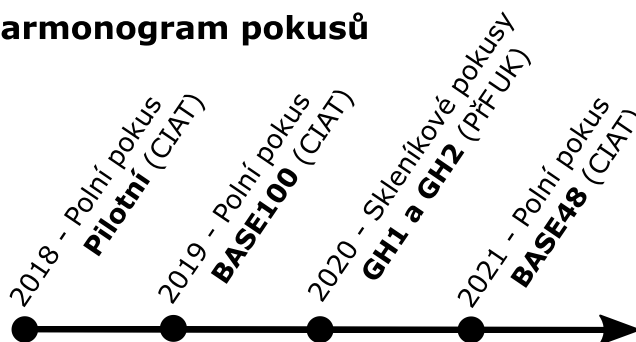 armonogram pokusů
2018 - Polní pokus
Pilotní (CIAT)
2019 - Polní pokus
BASE100 (CIAT)
2020 - Skleníkové pokusy
GH1 a GH2 (PřFUK)
2021 - Polní pokus
BASE48 (CIAT)